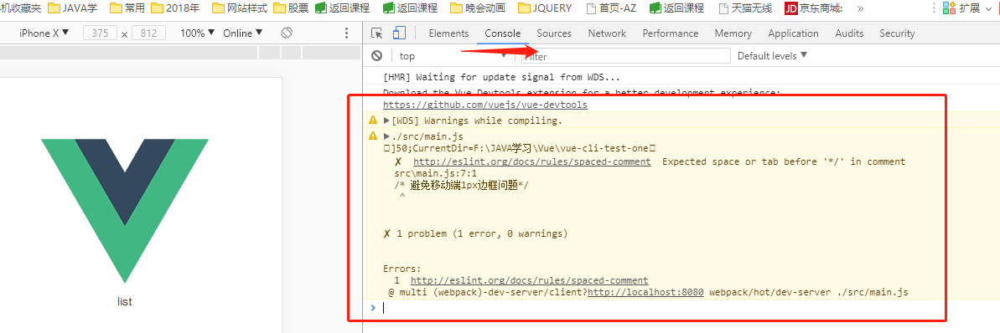 机收藏夹 JAVA学 常用 2018年 网站样式 股票 返回课程 返回课程 晚会动画 JQUERY 首页-AZ 返回课程 天猫无线 JD 京东商城: » 扩展
iPhone X ▼ 375 × 812 100% ▼ Online ▼
Elements Console Sources Network Performance Memory Application Audits Security
top ▼ Filter Default levels ▼
[HMR] Waiting for update signal from WDS...
Download the Vue Devtools extension for a better development experience:
https://github.com/vuejs/vue-devtools
▶[WDS] Warnings while compiling.
▶./src/main.js
]50;CurrentDir=F:\JAVA学习\Vue\vue-cli-test-one
✘ http://eslint.org/docs/rules/spaced-comment Expected space or tab before '*/' in comment
src\main.js:7:1
/* 避免移动端1px边框问题*/
^
✘ 1 problem (1 error, 0 warnings)
Errors:
1 http://eslint.org/docs/rules/spaced-comment
@ multi (webpack)-dev-server/client?http://localhost:8080 webpack/hot/dev-server ./src/main.js
>
list